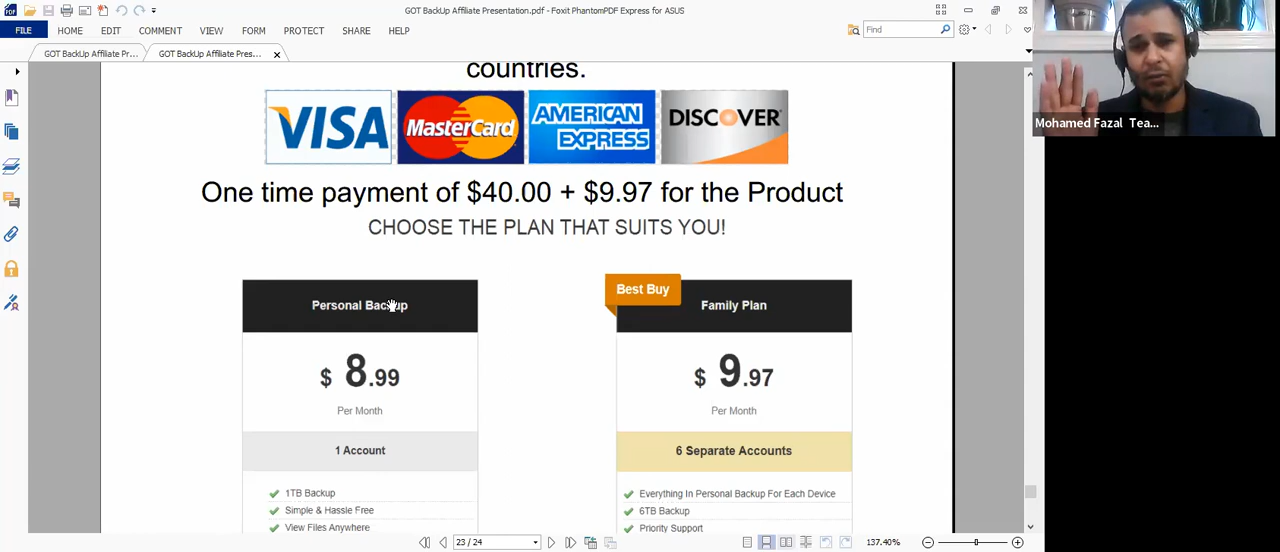 GOT BackUp Affiliate Presentation.pdf - Foxit PhantomPDF Express for ASUS
FILE HOME EDIT COMMENT VIEW FORM PROTECT SHARE HELP
Find
GOT BackUp Affiliate Pr... GOT BackUp Affiliate Pres...
Mohamed Fazal Tea...
countries.
VISA MasterCard AMERICAN EXPRESS DISCOVER
One time payment of $40.00 + $9.97 for the Product
CHOOSE THE PLAN THAT SUITS YOU!
Personal Backup
$ 8.99
Per Month
1 Account
1TB Backup
Simple & Hassle Free
View Files Anywhere
Best Buy
Family Plan
$ 9.97
Per Month
6 Separate Accounts
Everything In Personal Backup For Each Device
6TB Backup
Priority Support
23 / 24
137.40%